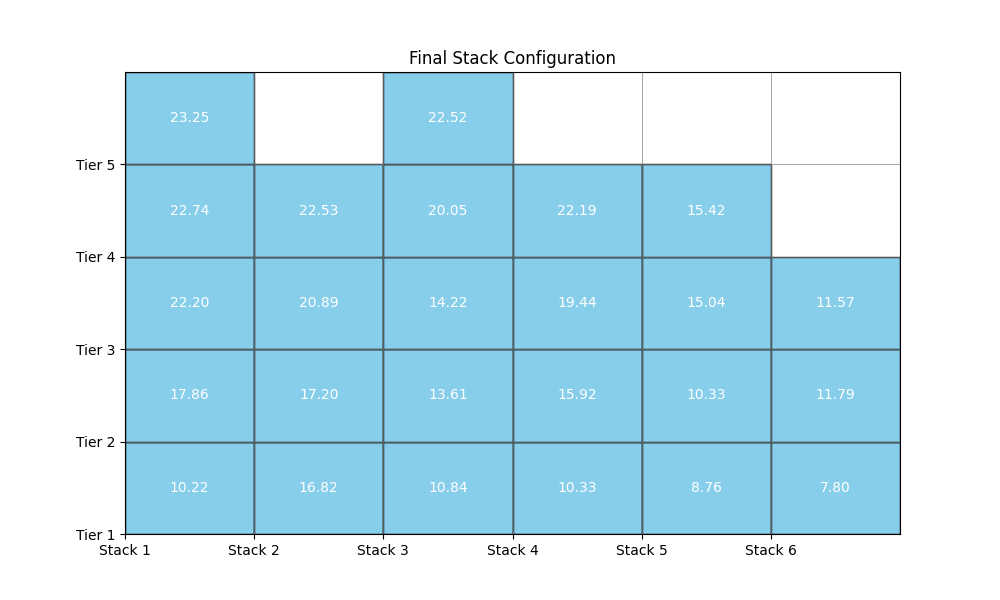 Final Stack Configuration
23.25 22.52
Tier 5
22.74 22.53 20.05 22.19 15.42
Tier 4
22.20 20.89 14.22 19.44 15.04 11.57
Tier 3
17.86 17.20 13.61 15.92 10.33 11.79
Tier 2
10.22 16.82 10.84 10.33 8.76 7.80
Tier 1
Stack 1 Stack 2 Stack 3 Stack 4 Stack 5 Stack 6